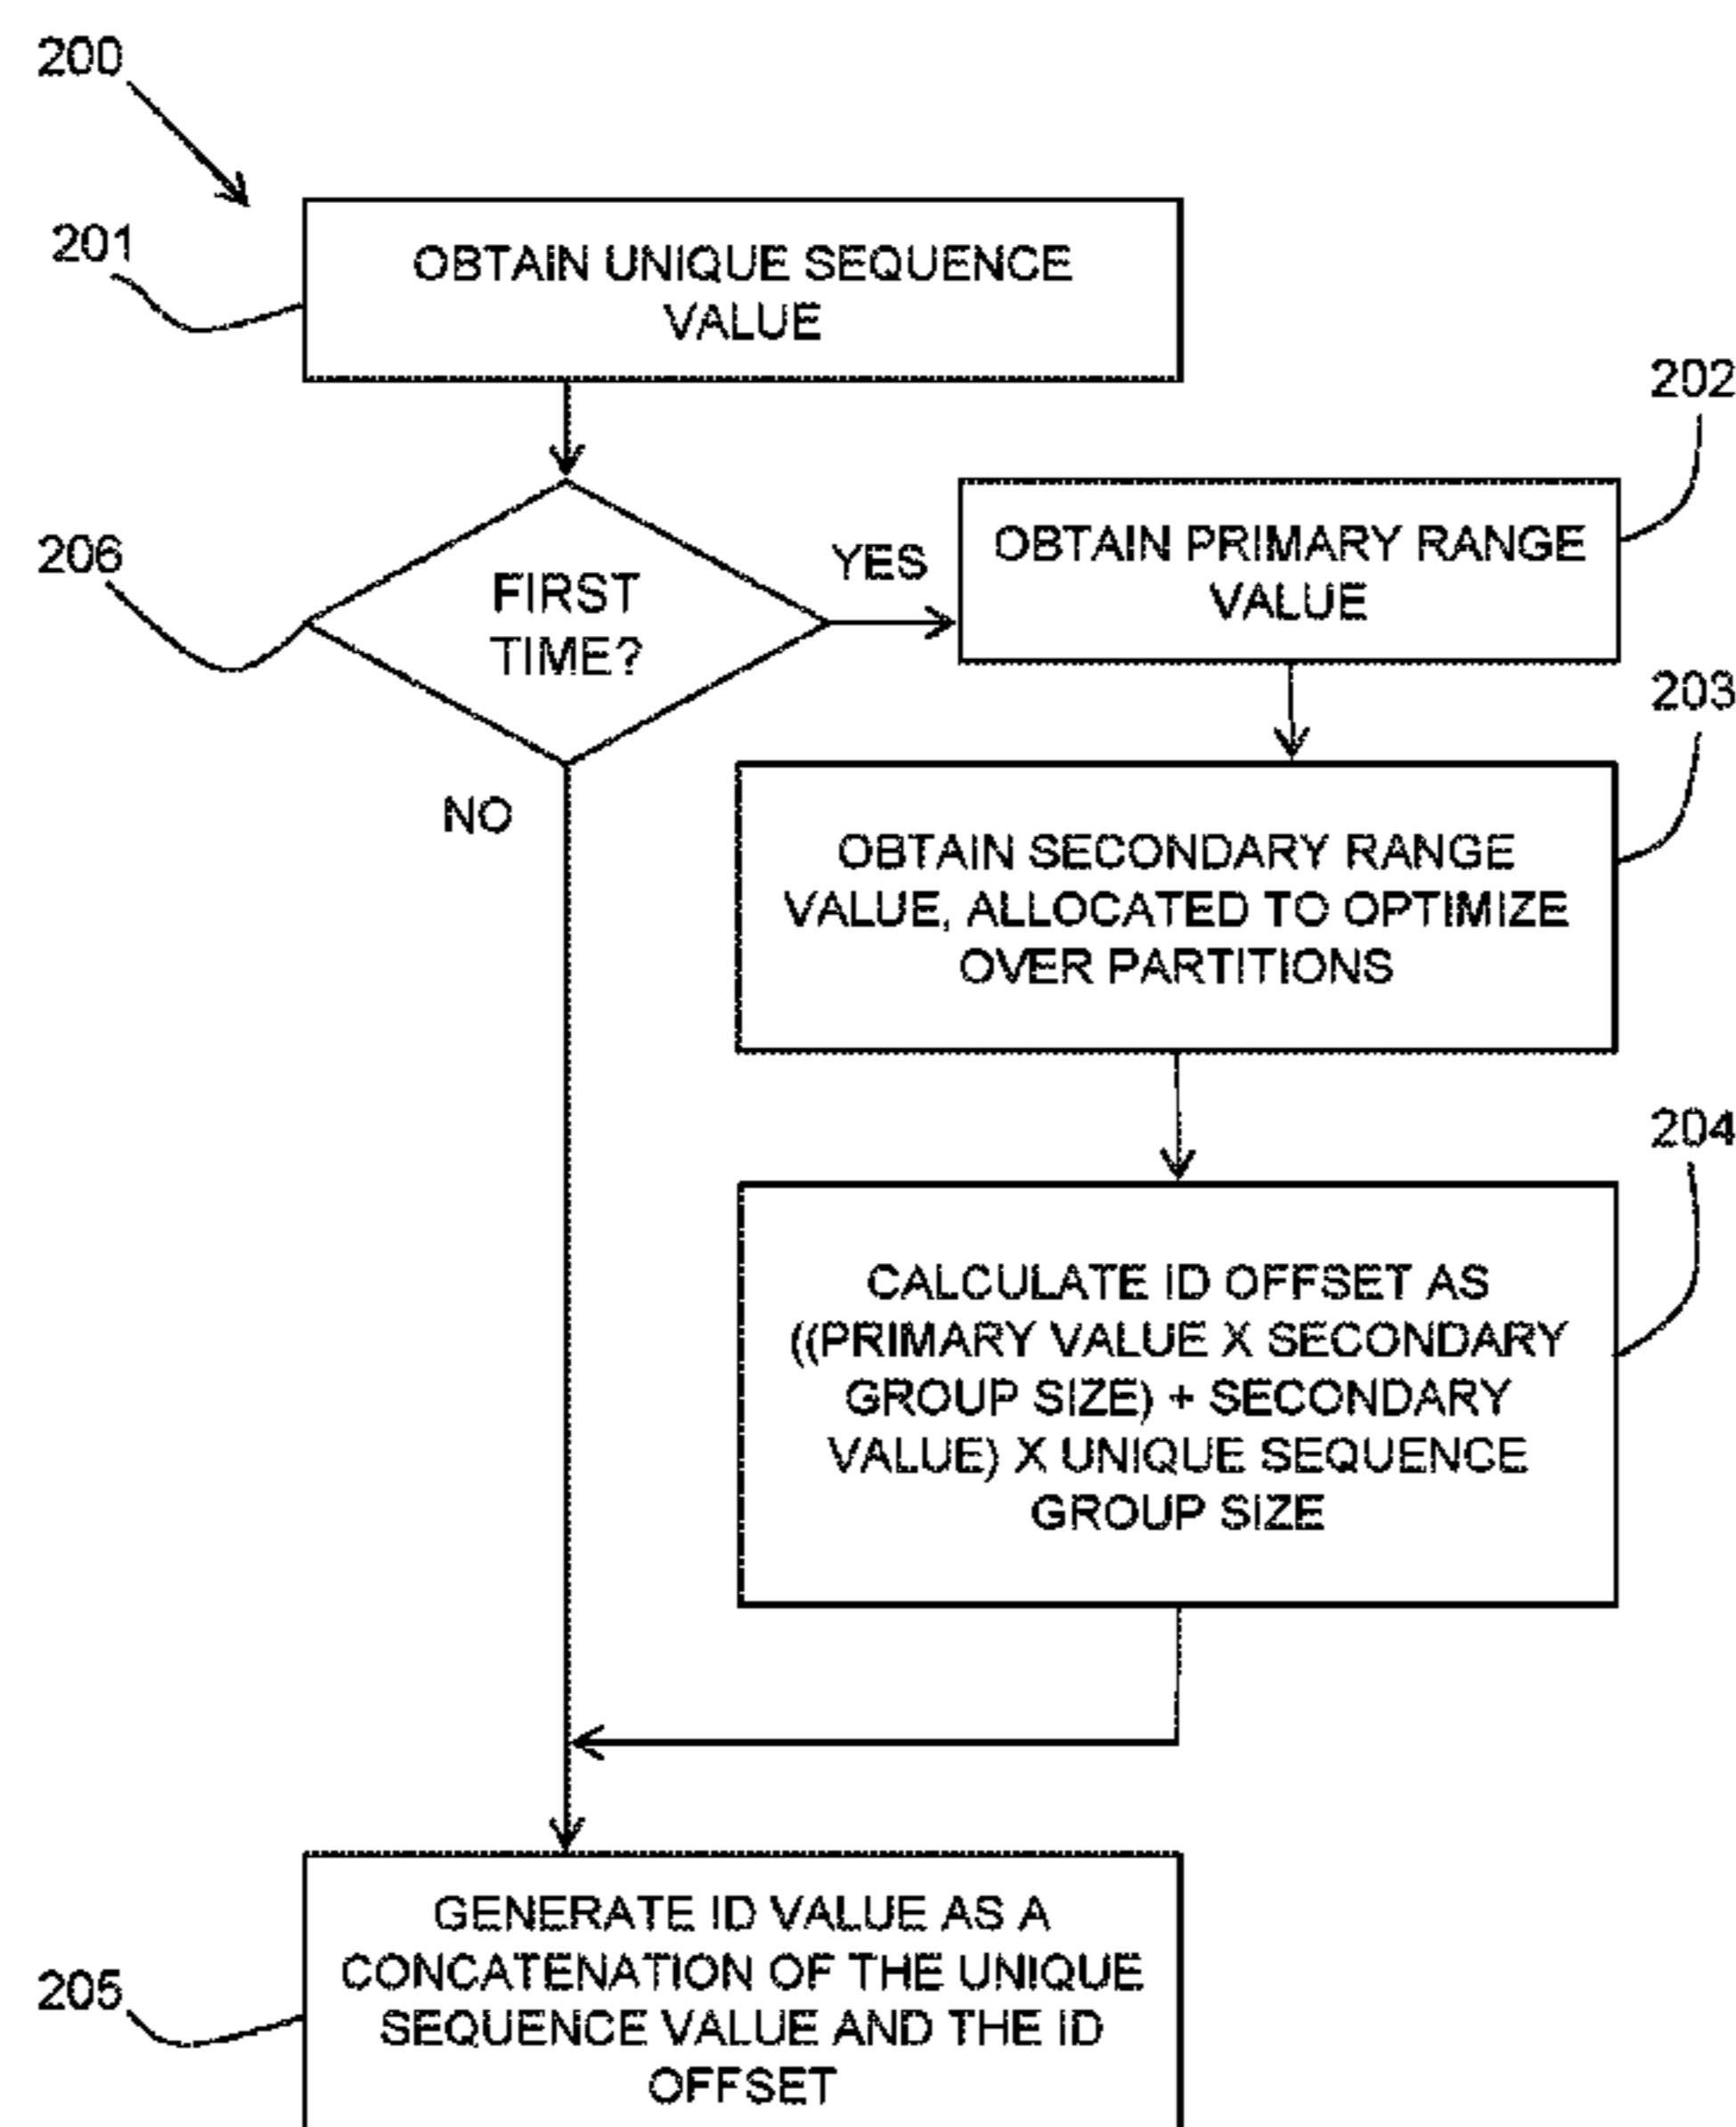 200
201
OBTAIN UNIQUE SEQUENCE
VALUE
202
206
FIRST
TIME?
YES
OBTAIN PRIMARY RANGE
VALUE
203
NO
OBTAIN SECONDARY RANGE
VALUE, ALLOCATED TO OPTIMIZE
OVER PARTITIONS
204
CALCULATE ID OFFSET AS
((PRIMARY VALUE X SECONDARY
GROUP SIZE) + SECONDARY
VALUE) X UNIQUE SEQUENCE
GROUP SIZE
205
GENERATE ID VALUE AS A
CONCATENATION OF THE UNIQUE
SEQUENCE VALUE AND THE ID
OFFSET